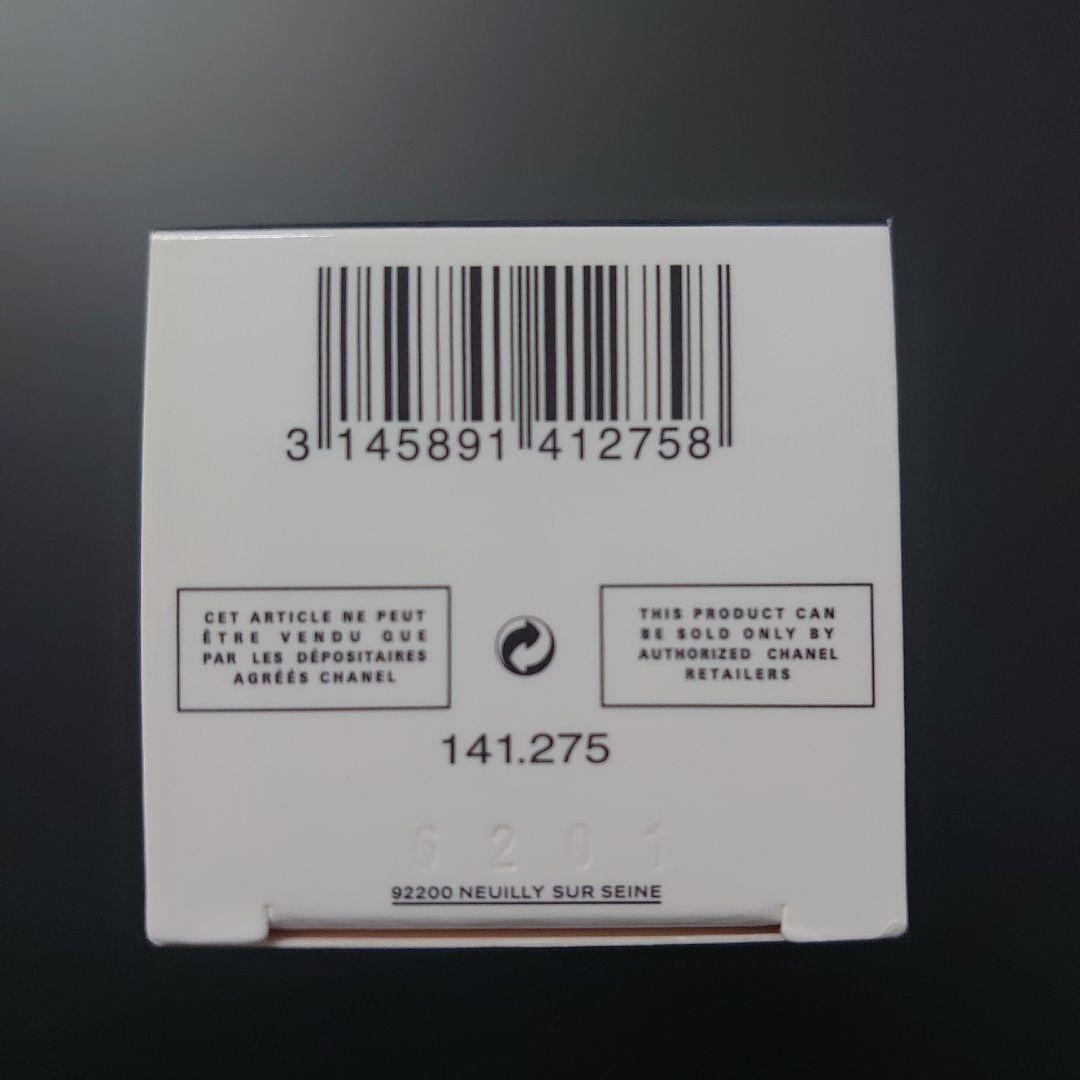 3 145891 412758
CET ARTICLE NE PEUT
ÊTRE VENDU QUE
PAR LES DÉPOSITAIRES
AGRÉÉS CHANEL
THIS PRODUCT CAN
BE SOLD ONLY BY
AUTHORIZED CHANEL
RETAILERS
141.275
6201
92200 NEUILLY SUR SEINE